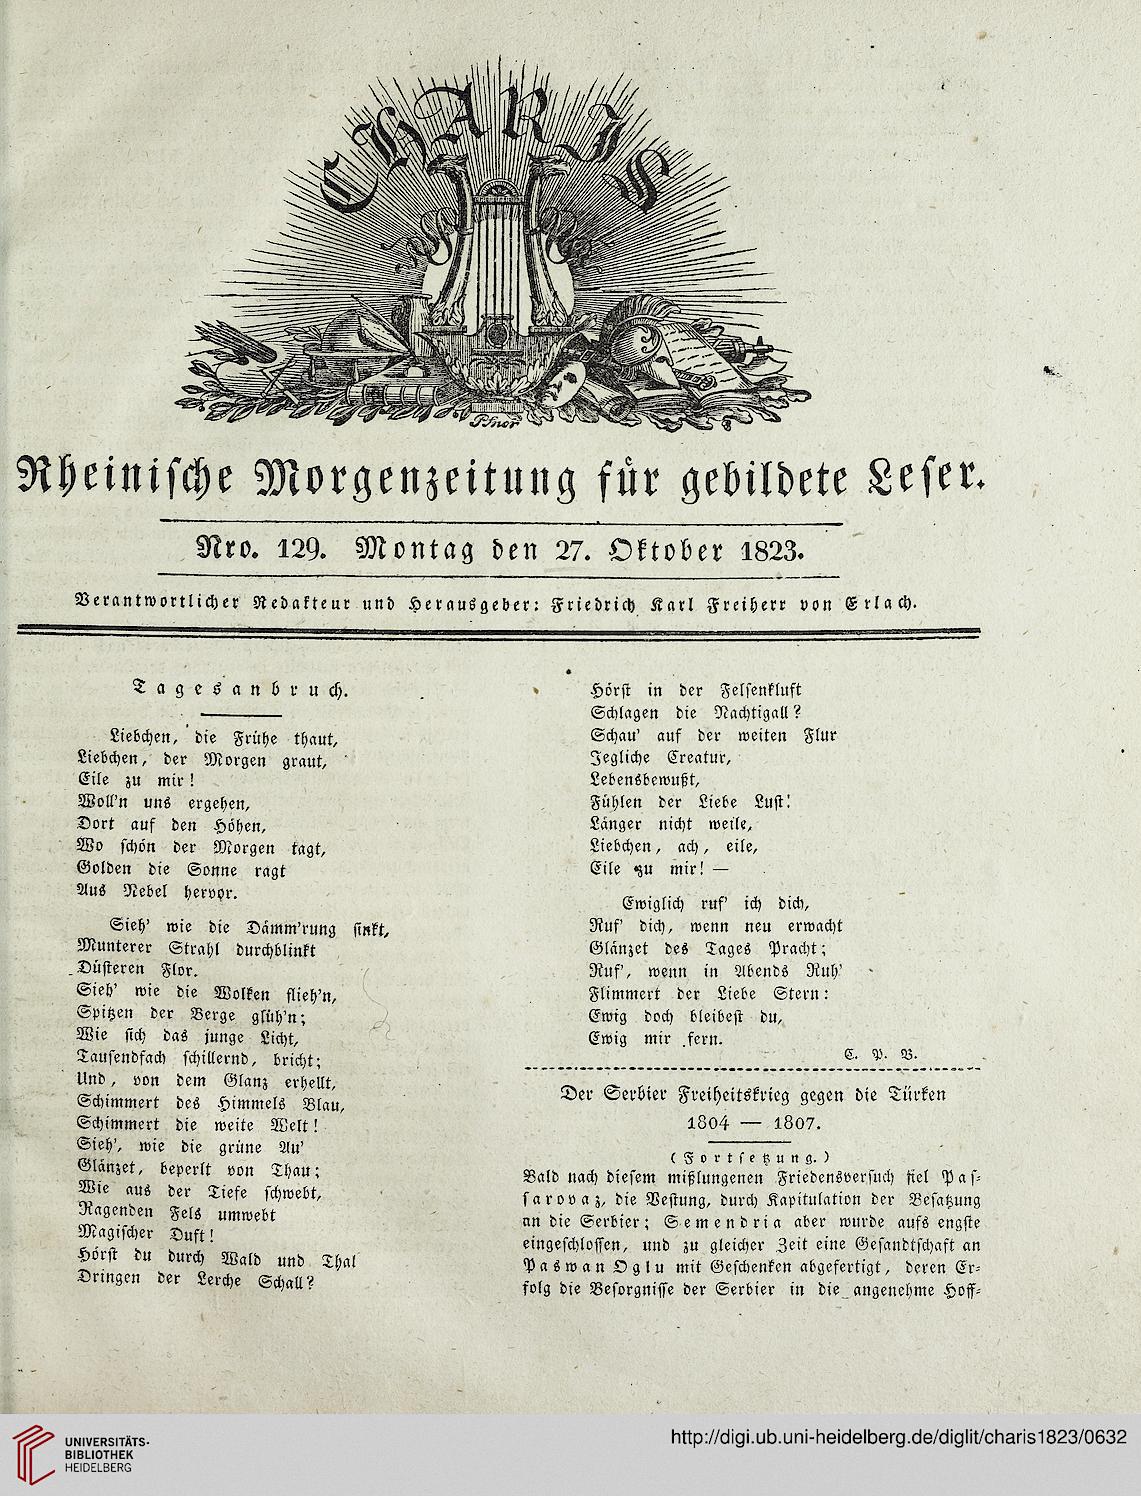 CHARIS
Rheinische Morgenzeitung für gebildete Leser.
Nro. 129. Montag den 27. Oktober 1823.
Verantwortlicher Redakteur und Herausgeber: Friedrich Karl Freiherr von Erlach.
Tagesanbruch.
Liebchen, die Frühe thaut,
Liebchen, der Morgen graut,
Eile zu mir!
Woll'n uns ergehen,
Dort auf den Höhen,
Wo schön der Morgen tagt,
Golden die Sonne ragt
Aus Nebel hervor.
Sieh' wie die Dämm'rung sinkt,
Munterer Strahl durchblinkt
Düsteren Flor.
Sieh' wie die Wolken flieh'n,
Spitzen der Berge glüh'n;
Wie sich das junge Licht,
Tausendfach schillernd, bricht;
Und, von dem Glanz erhellt,
Schimmert des Himmels Blau,
Schimmert die weite Welt!
Sieh', wie die grüne Au'
Glänzet, beperlt von Thau;
Wie aus der Tiefe schwebt,
Ragenden Fels umwebt
Magischer Duft!
Hörst du durch Wald und Thal
Dringen der Lerche Schall?
Hörst in der Felsenkluft
Schlagen die Nachtigall?
Schau' auf der weiten Flur
Jegliche Creatur,
Lebensbewußt,
Fühlen der Liebe Lust!
Länger nicht weile,
Liebchen, ach, eile,
Eile zu mir! —
Ewiglich ruf' ich dich,
Ruf' dich, wenn neu erwacht
Glänzet des Tages Pracht;
Ruf', wenn in Abends Ruh'
Flimmert der Liebe Stern:
Ewig doch bleibest du,
Ewig mir fern.
C. P. B.
Der Serbier Freiheitskrieg gegen die Türken
1804 — 1807.
(Fortsetzung.)
Bald nach diesem mißlungenen Friedensversuch fiel Pas-
sarovaz, die Vestung, durch Kapitulation der Besatzung
an die Serbier; Semendria aber wurde aufs engste
eingeschlossen, und zu gleicher Zeit eine Gesandtschaft an
Paswan Oglu mit Geschenken abgefertigt, deren Er-
folg die Besorgnisse der Serbier in die angenehme Hoff-
UNIVERSITÄTS-
BIBLIOTHEK
HEIDELBERG
http://digi.ub.uni-heidelberg.de/diglit/charis1823/0632